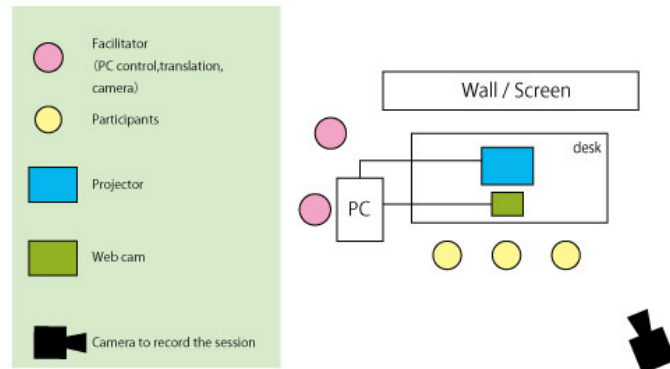 Facilitator
(PC control,translation,
camera)
Participants
Projector
Web cam
Camera to record the session
Wall / Screen
desk
PC